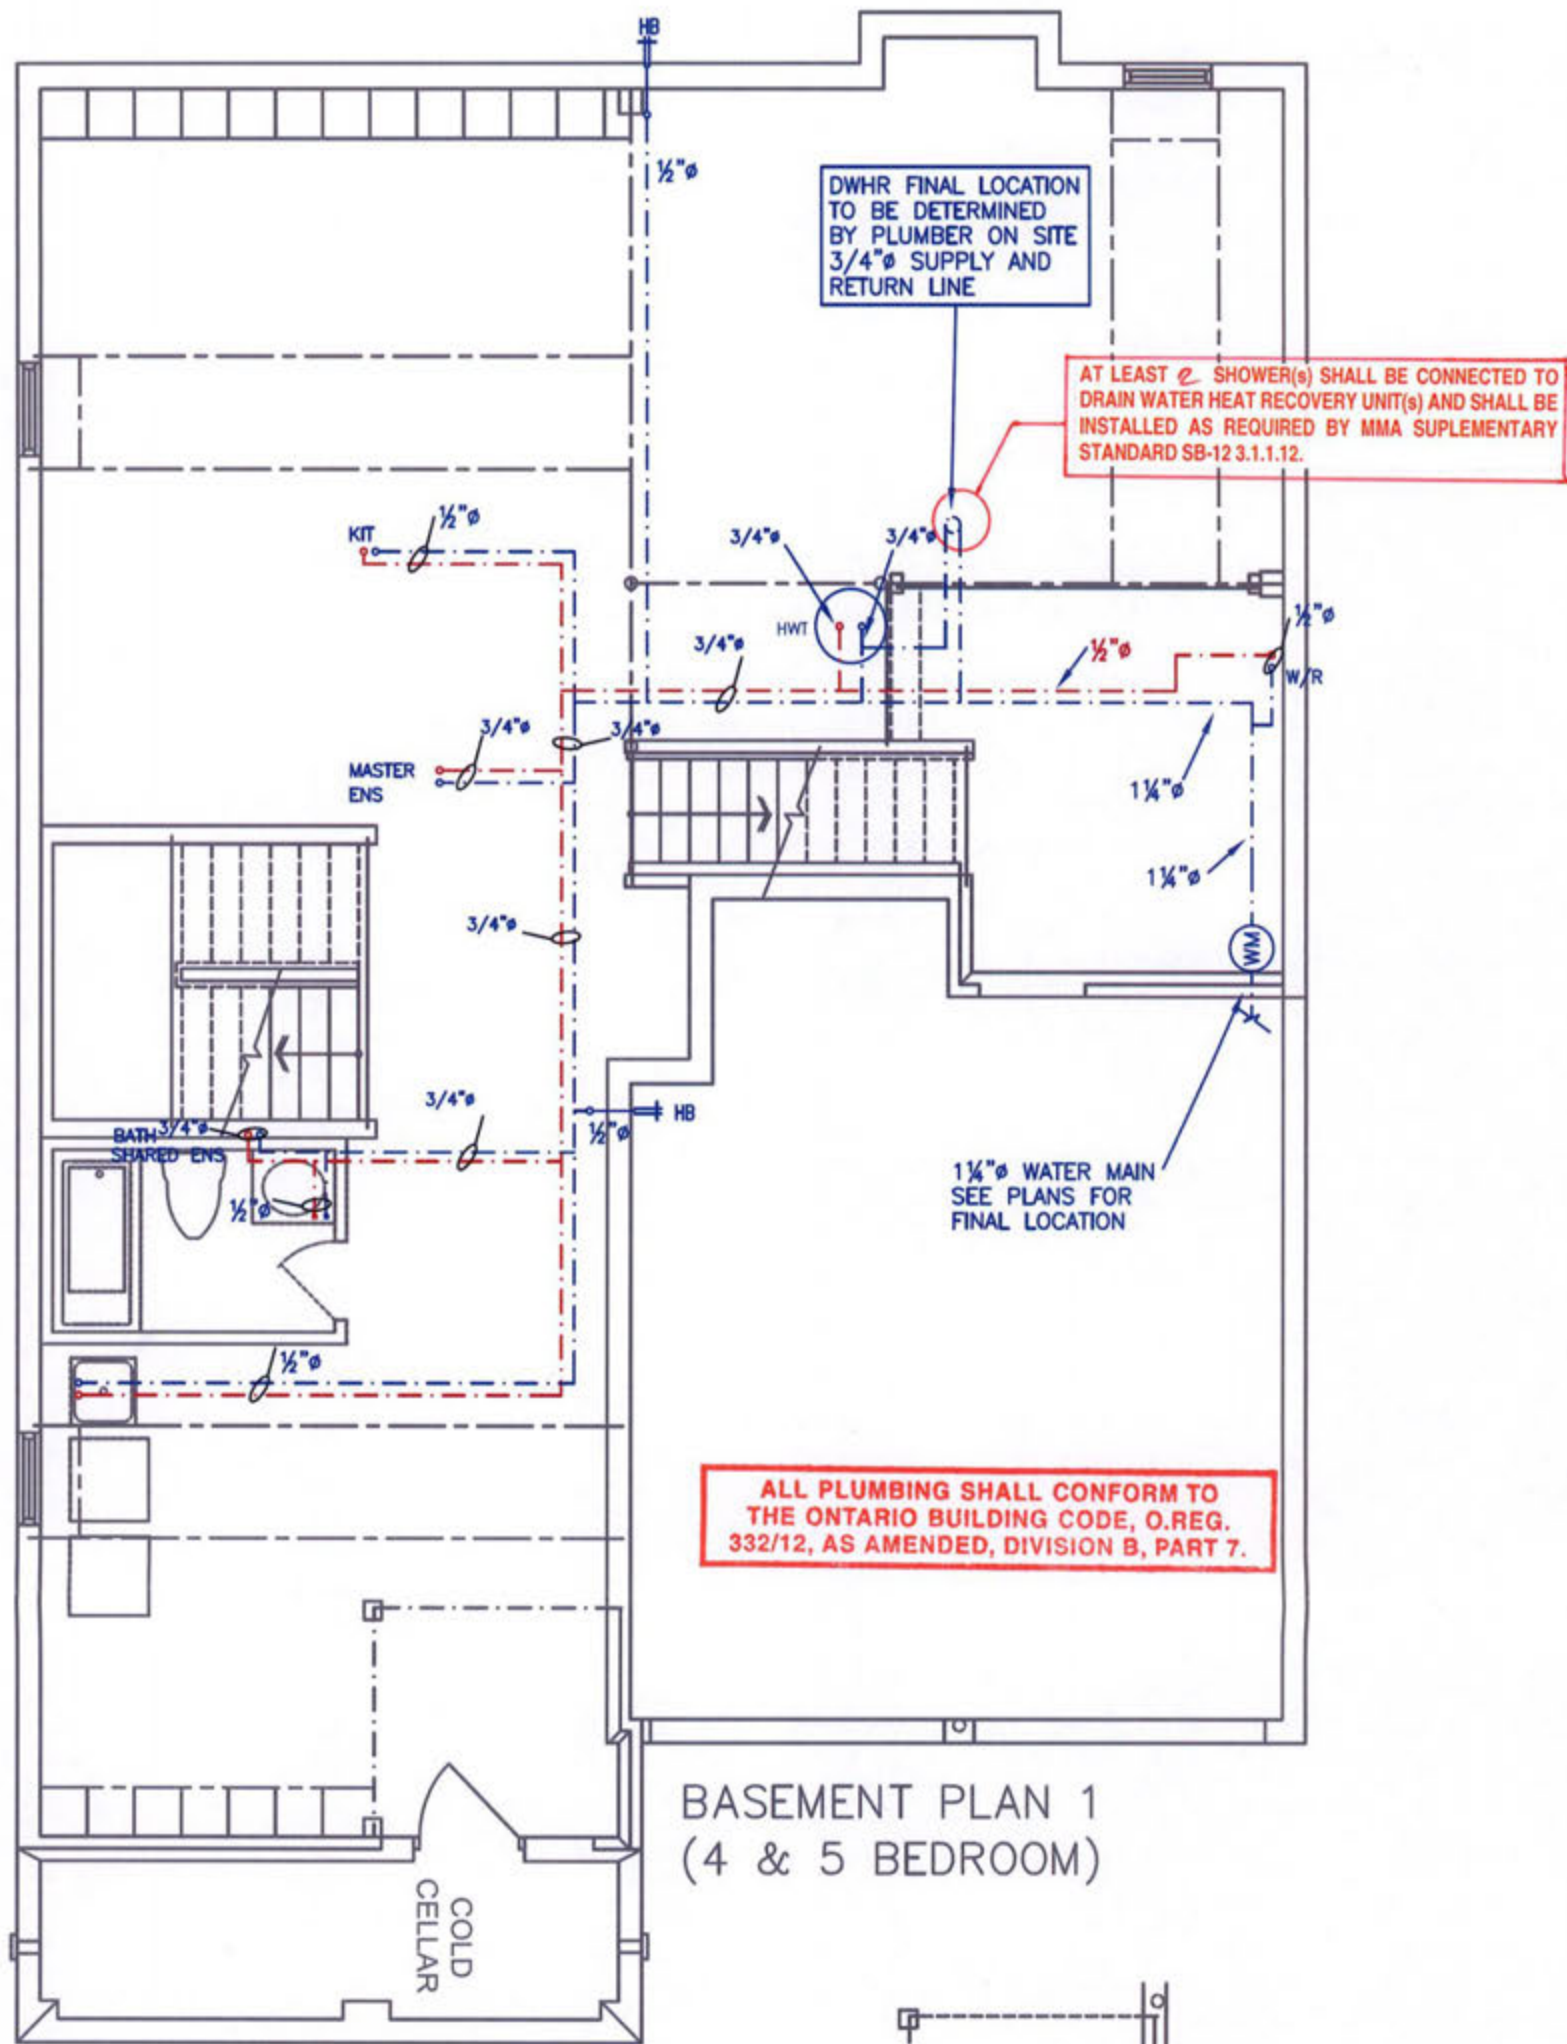 HB
½"ø
DWHR FINAL LOCATION
TO BE DETERMINED
BY PLUMBER ON SITE
3/4"ø SUPPLY AND
RETURN LINE
AT LEAST 2 SHOWER(s) SHALL BE CONNECTED TO
DRAIN WATER HEAT RECOVERY UNIT(s) AND SHALL BE
INSTALLED AS REQUIRED BY MMA SUPLEMENTARY
STANDARD SB-12 3.1.1.12.
KIT
½"ø
3/4"ø
3/4"ø
HWT
3/4"ø
½"ø
½"ø
W/R
3/4"ø
3/4"ø
MASTER
ENS
1¼"ø
1¼"ø
3/4"ø
WM
3/4"ø
HB
½"ø
BATH
SHARED ENS
3/4"ø
½"ø
1¼"ø WATER MAIN
SEE PLANS FOR
FINAL LOCATION
½"ø
ALL PLUMBING SHALL CONFORM TO
THE ONTARIO BUILDING CODE, O.REG.
332/12, AS AMENDED, DIVISION B, PART 7.
BASEMENT PLAN 1
(4 & 5 BEDROOM)
COLD
CELLAR